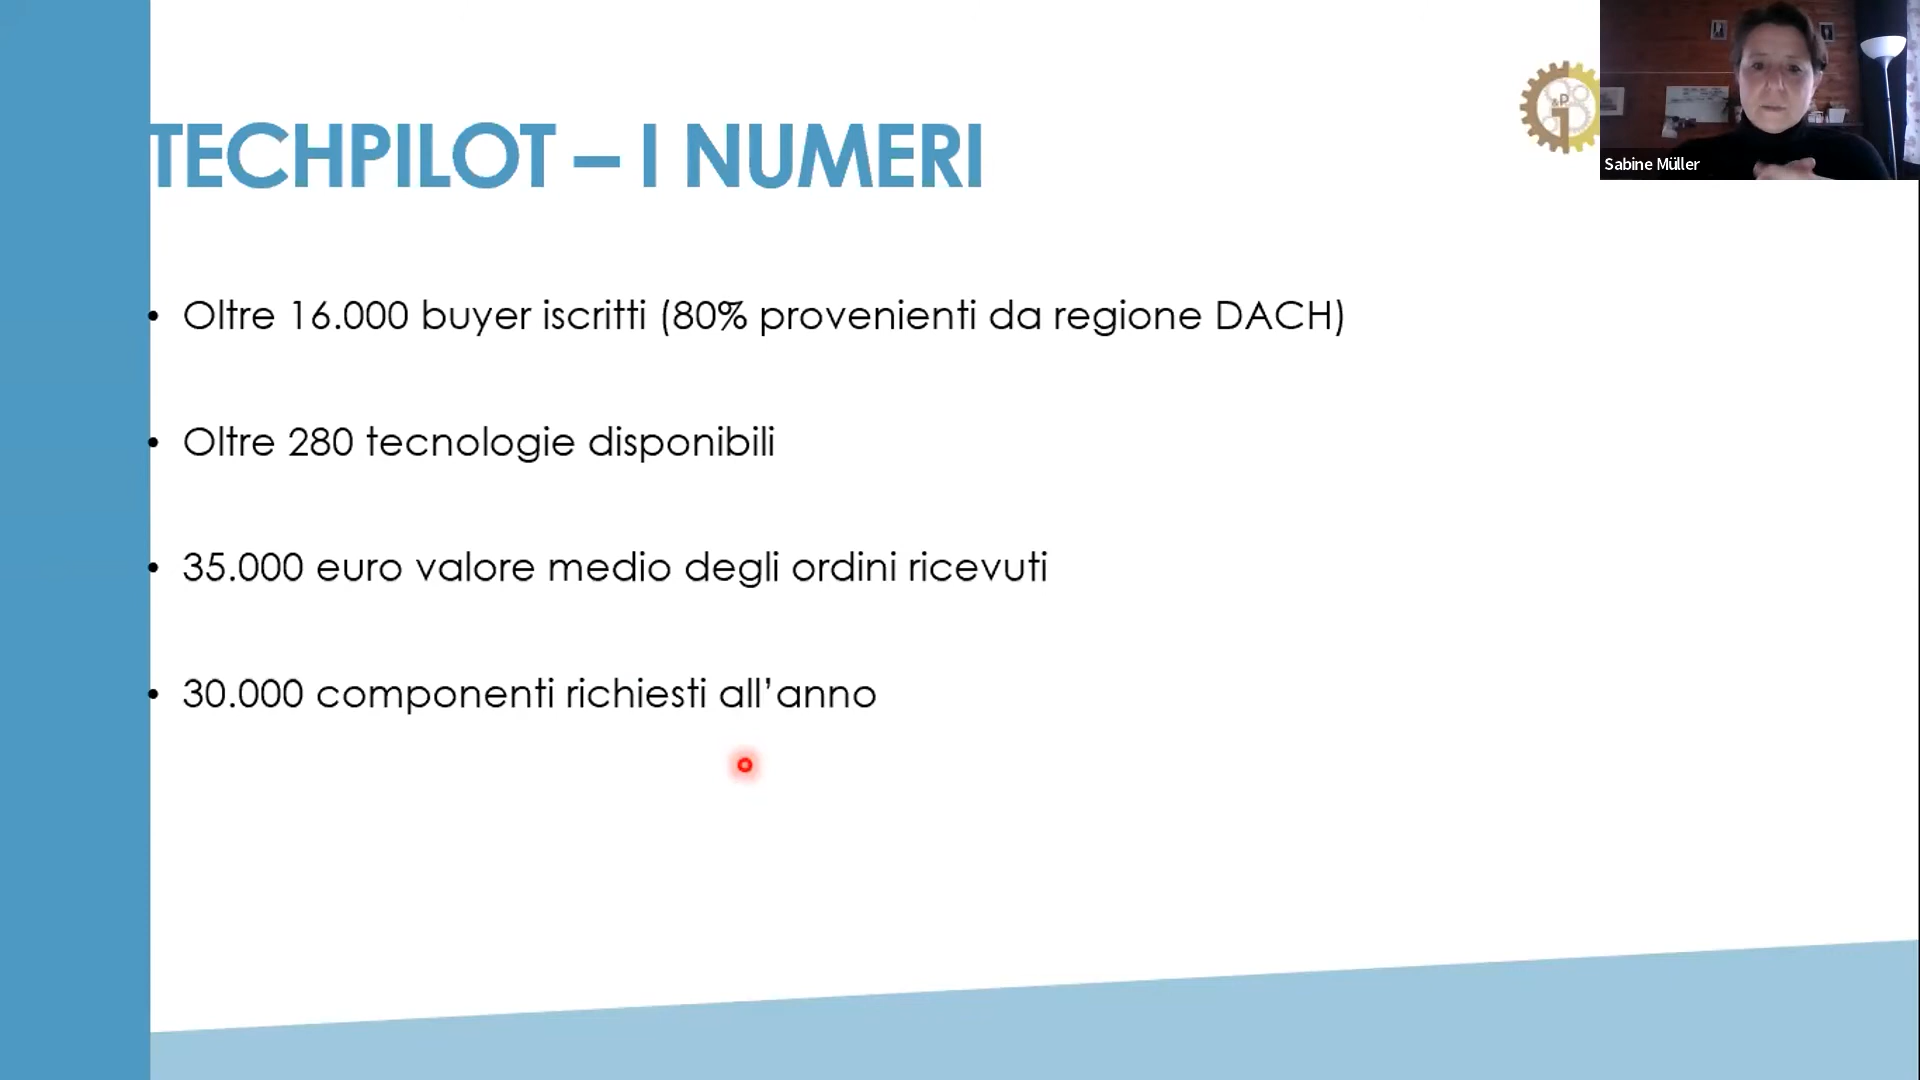 TECHPILOT – I NUMERI
&P
Sabine Müller
• Oltre 16.000 buyer iscritti (80% provenienti da regione DACH)
• Oltre 280 tecnologie disponibili
• 35.000 euro valore medio degli ordini ricevuti
• 30.000 componenti richiesti all’anno